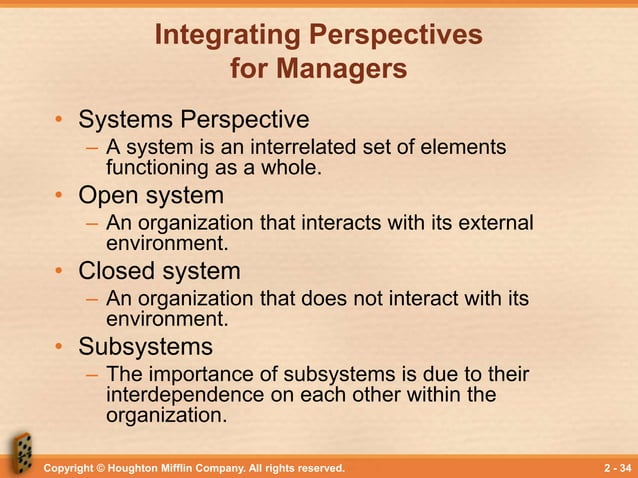 Integrating Perspectives
for Managers
• Systems Perspective
– A system is an interrelated set of elements
functioning as a whole.
• Open system
– An organization that interacts with its external
environment.
• Closed system
– An organization that does not interact with its
environment.
• Subsystems
– The importance of subsystems is due to their
interdependence on each other within the
organization.
Copyright © Houghton Mifflin Company. All rights reserved.
2 - 34